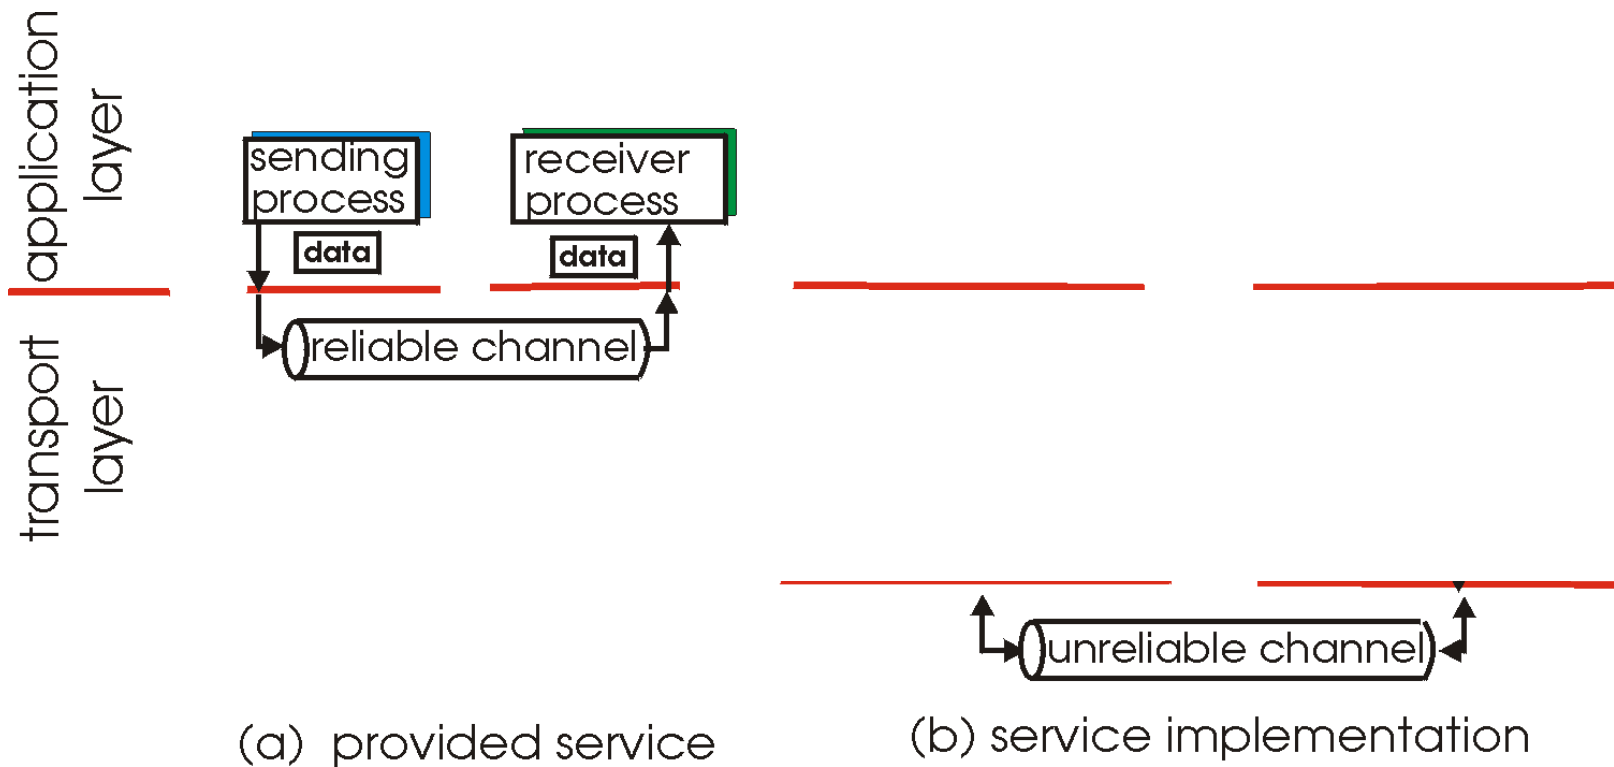 application
layer
sending
process
receiver
process
data
data
reliable channel
transport
layer
unreliable channel
(a) provided service
(b) service implementation